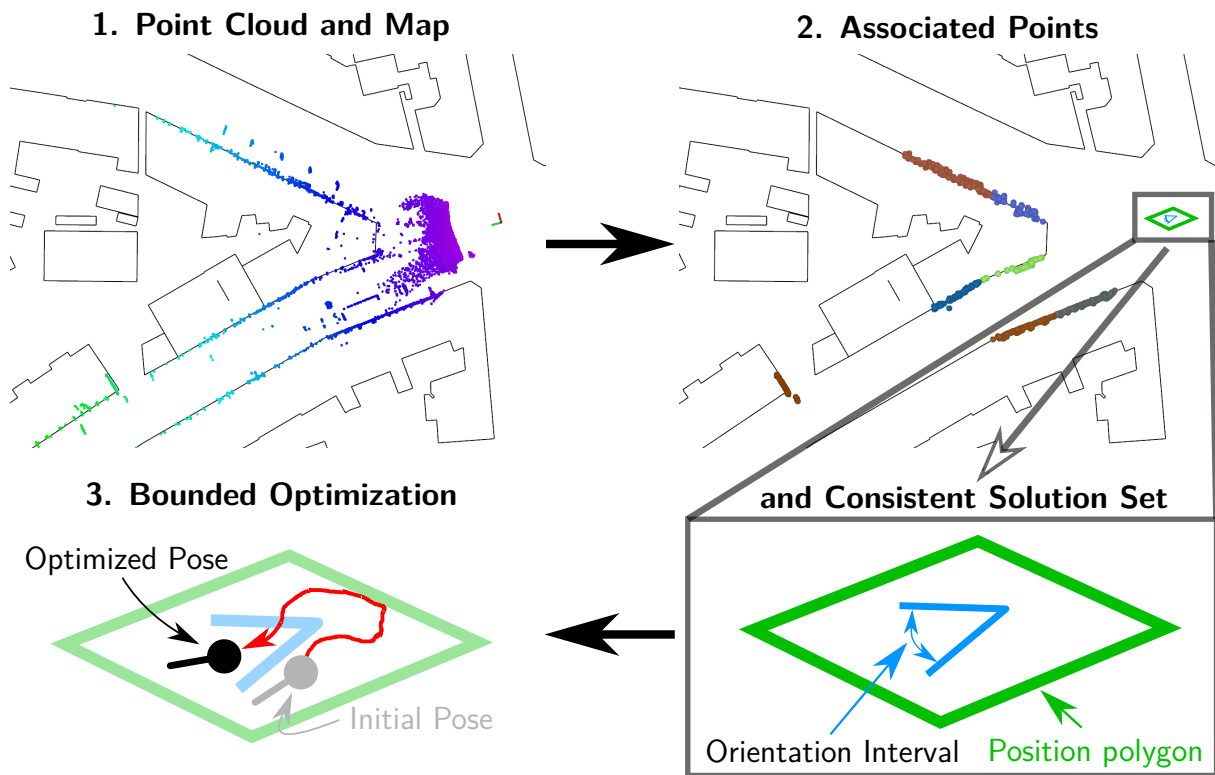 1. Point Cloud and Map
2. Associated Points
3. Bounded Optimization
and Consistent Solution Set
Optimized Pose
Initial Pose
Orientation Interval
Position polygon